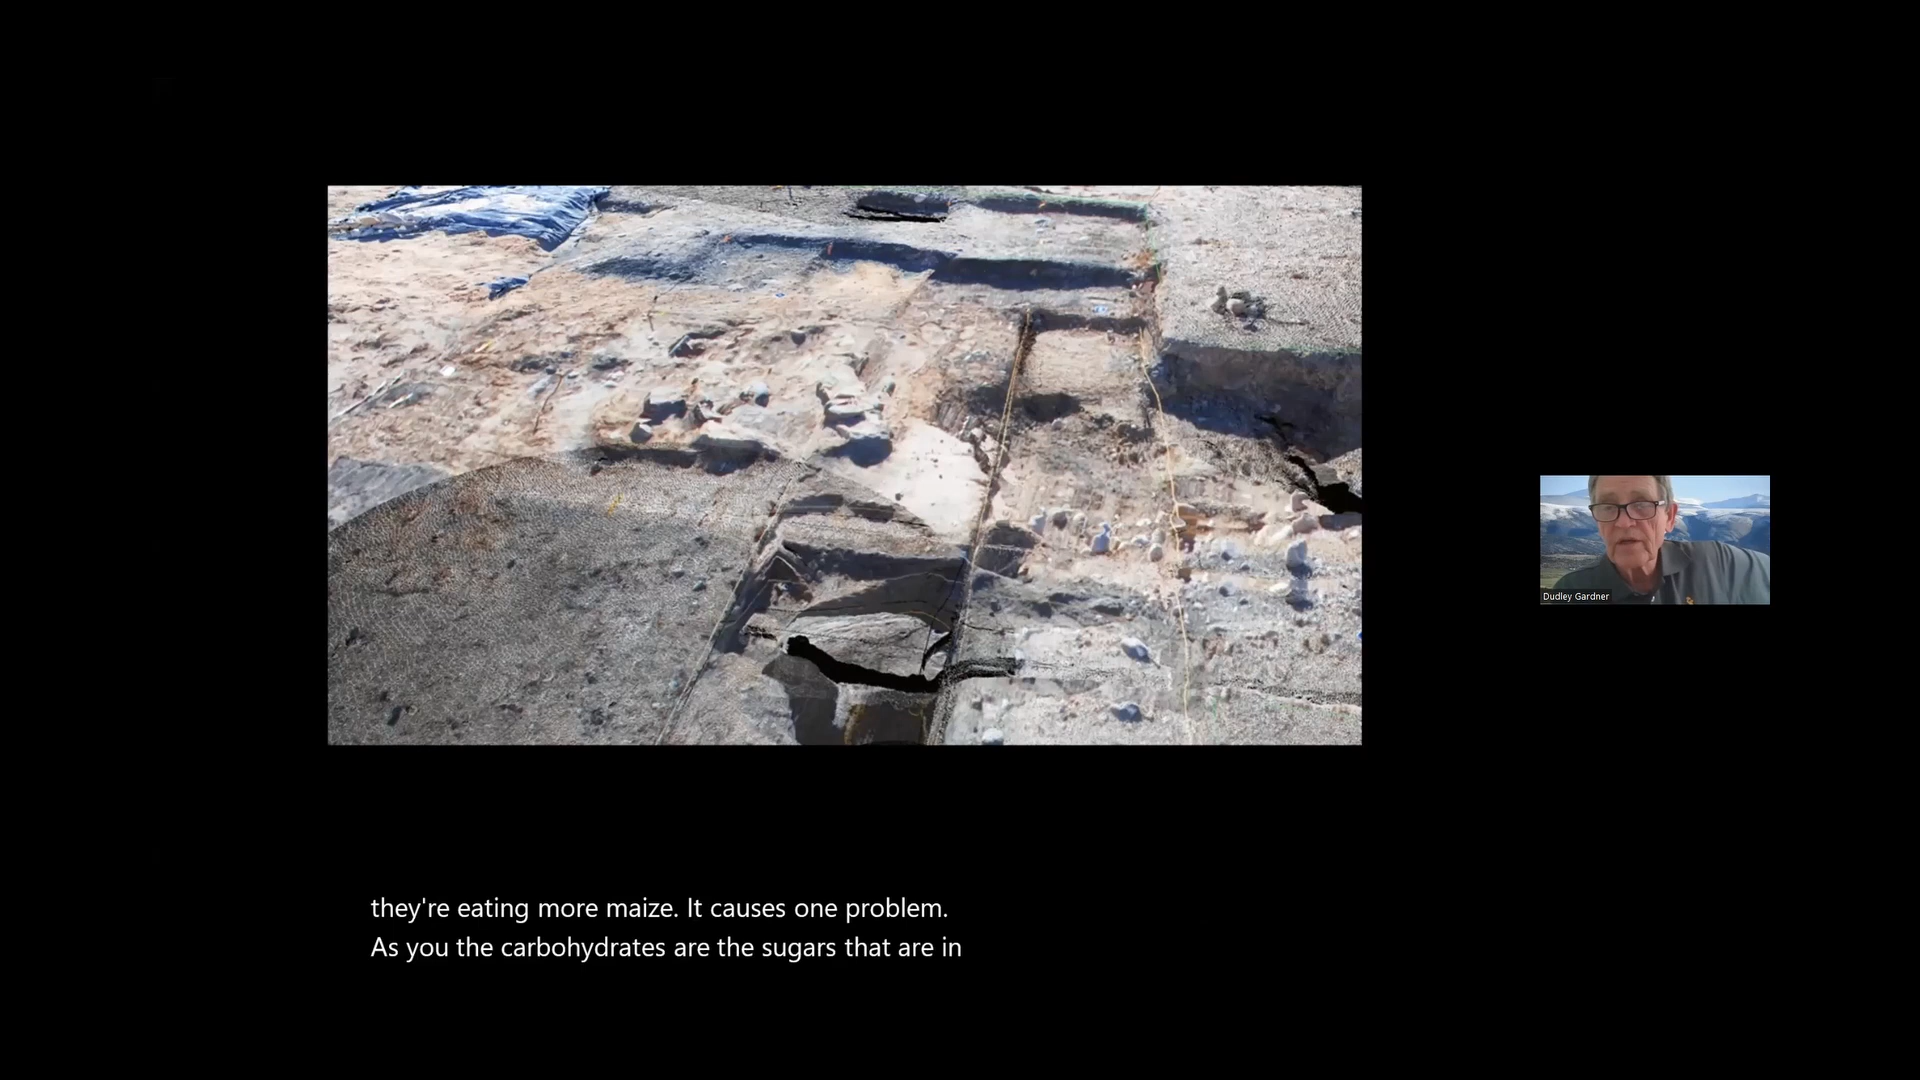 Dudley Gardner
they're eating more maize. It causes one problem.
As you the carbohydrates are the sugars that are in